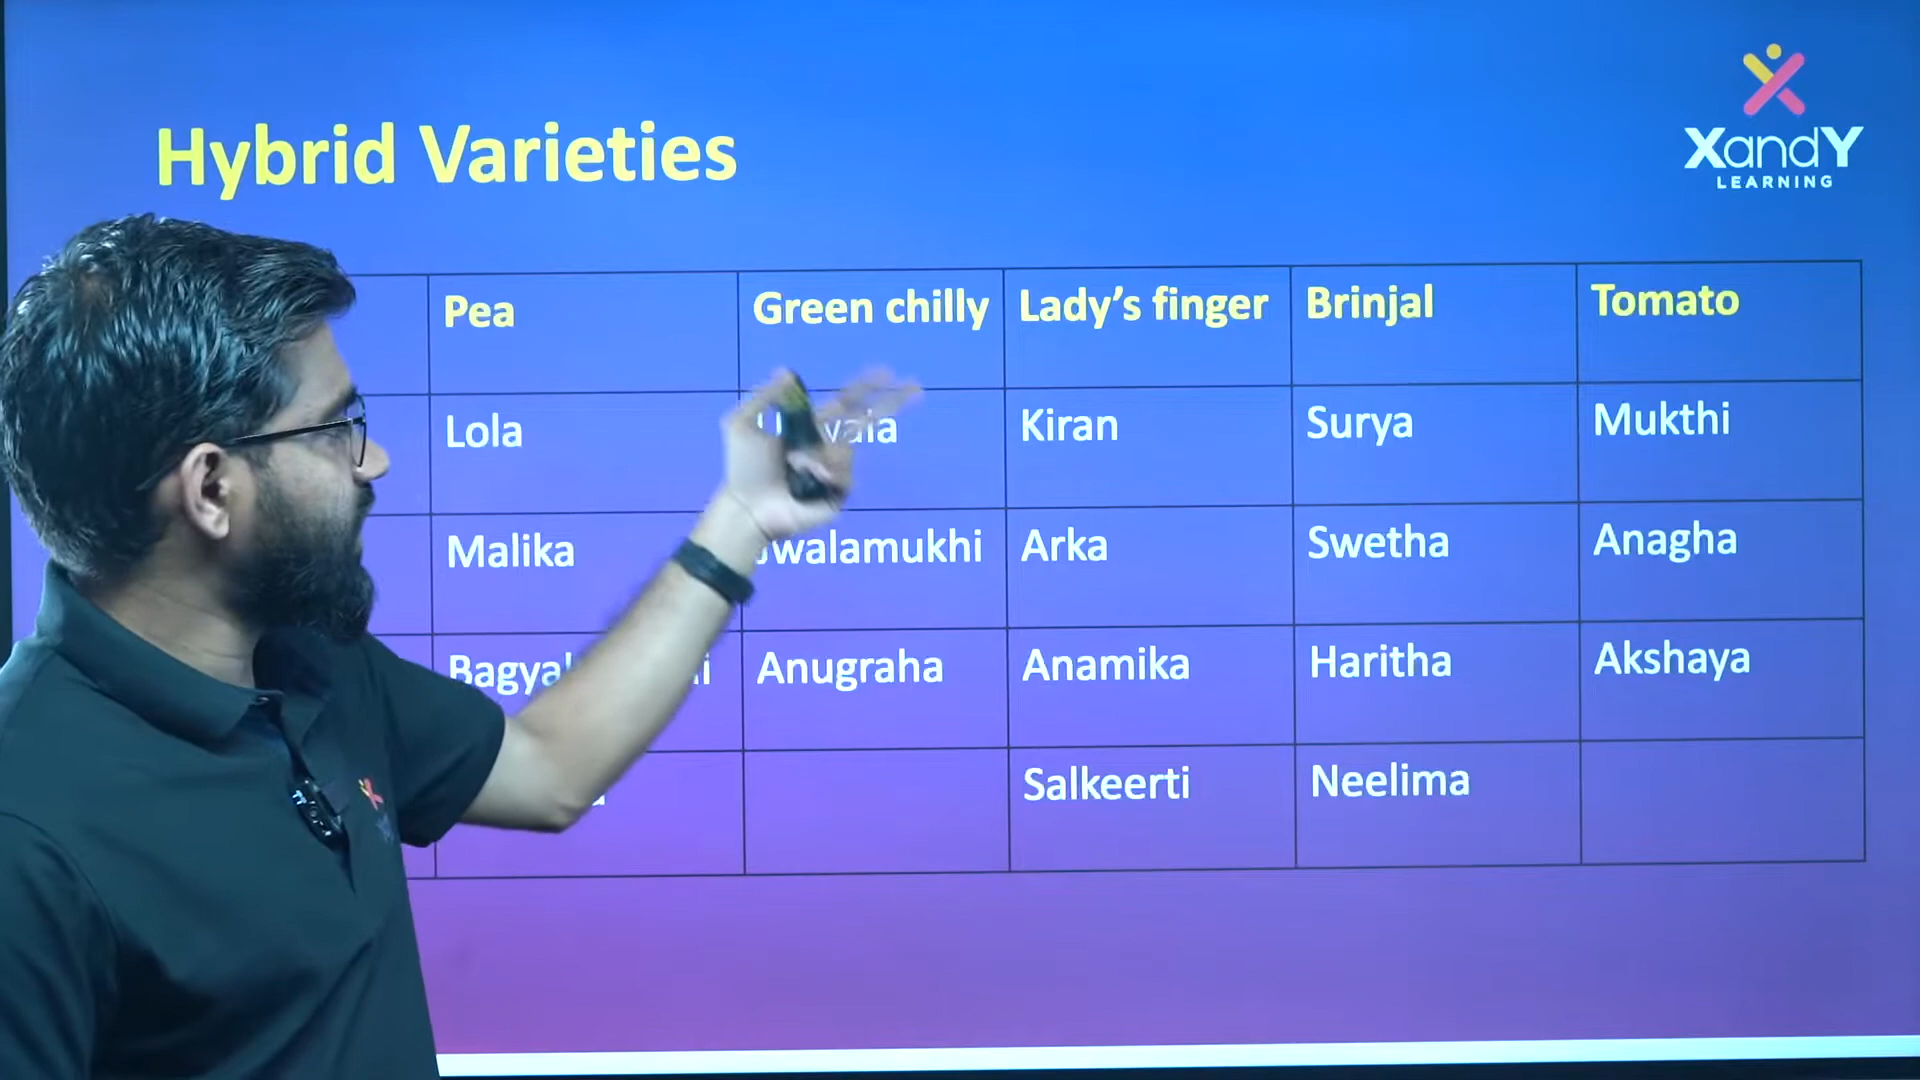 Hybrid Varieties
XandY
LEARNING
Pea Green chilly Lady's finger Brinjal Tomato
Lola Kiran Surya Mukthi
Malika Jwalamukhi Arka Swetha Anagha
Anugraha Anamika Haritha Akshaya
Salkeerti Neelima